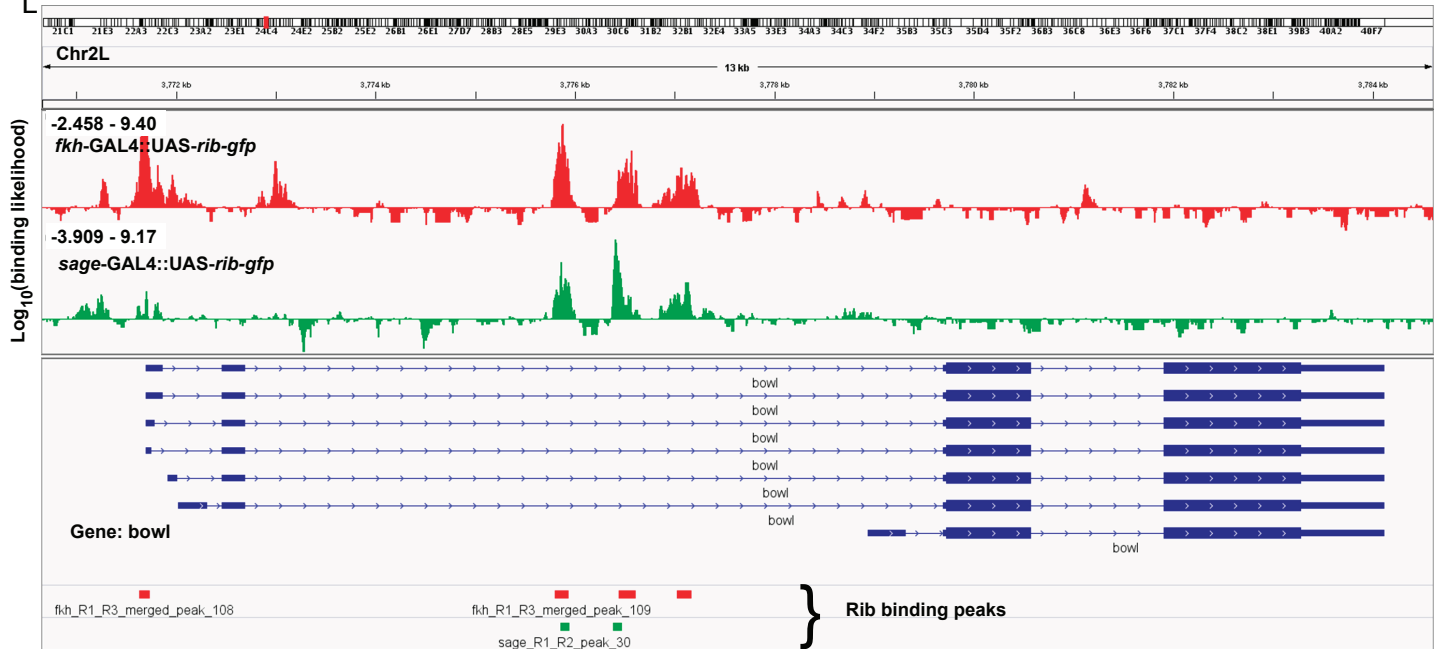 L
21C1 21E3 22A3 22C3 23A2 23E1 24C4 24E2 25B2 25E2 26B1 26E1 27D7 28B3 28E5 29E3 30A3 30C6 31B2 32B1 32E4 33A5 33E3 34A3 34C3 34F2 35B3 35C3 35D4 35F2 36B3 36C8 36E3 36F6 37C1 37F4 38C2 38E1 39B3 40A2 40F7
Chr2L
13 kb
3,772 kb 3,774 kb 3,776 kb 3,778 kb 3,780 kb 3,782 kb 3,784 kb
Log10(binding likelihood)
-2.458 - 9.40
fkh-GAL4::UAS-rib-gfp
-3.909 - 9.17
sage-GAL4::UAS-rib-gfp
bowl
bowl
bowl
bowl
bowl
bowl
Gene: bowl
bowl
fkh_R1_R3_merged_peak_108 fkh_R1_R3_merged_peak_109
} Rib binding peaks
sage_R1_R2_peak_30